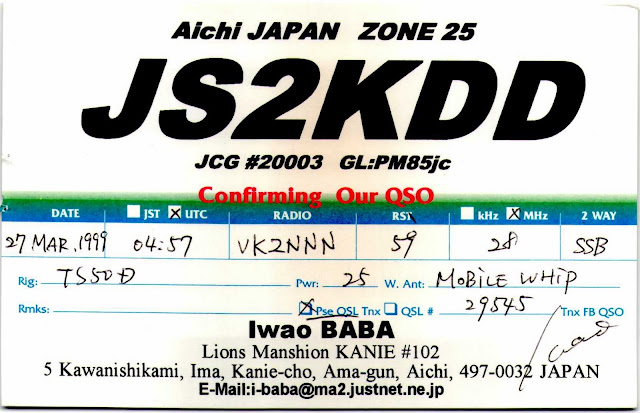 Aichi JAPAN ZONE 25
JS2KDD
JCG #20003 GL:PM85jc
Confirming Our QSO
DATE JST UTC RADIO RST kHz MHz 2 WAY
27 MAR. 1999 04:57 VK2NNN 59 28 SSB
Rig: TS50D Pwr: 25 W. Ant: MOBILE WHIP
Rmks: Pse QSL Tnx QSL # 29545 Tnx FB QSO
Iwao BABA
Lions Manshion KANIE #102
5 Kawanishikami, Ima, Kanie-cho, Ama-gun, Aichi, 497-0032 JAPAN
E-Mail:i-baba@ma2.justnet.ne.jp